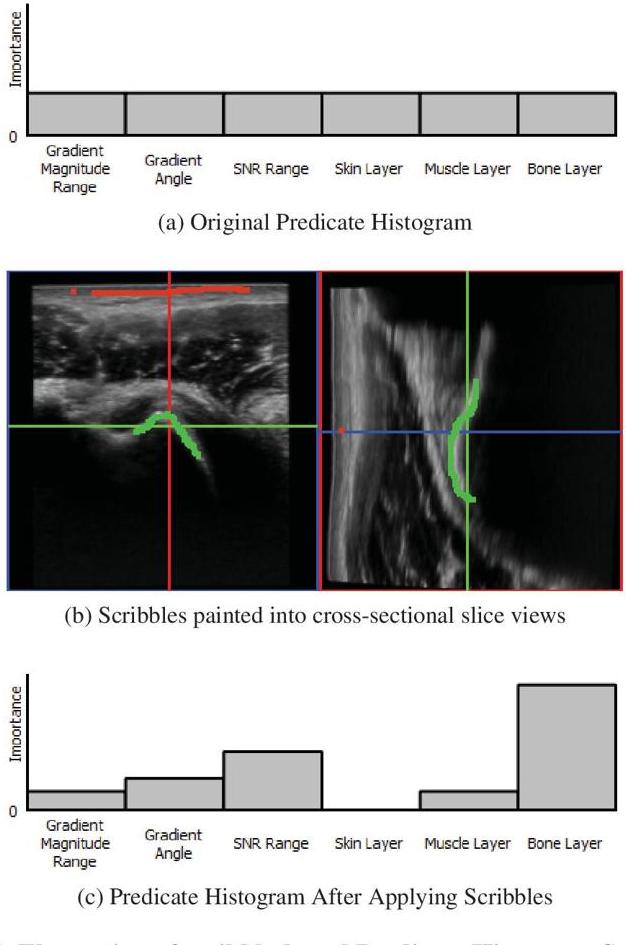 Importance
0
Gradient Magnitude Range
Gradient Angle
SNR Range
Skin Layer
Muscle Layer
Bone Layer
(a) Original Predicate Histogram
(b) Scribbles painted into cross-sectional slice views
Importance
0
Gradient Magnitude Range
Gradient Angle
SNR Range
Skin Layer
Muscle Layer
Bone Layer
(c) Predicate Histogram After Applying Scribbles